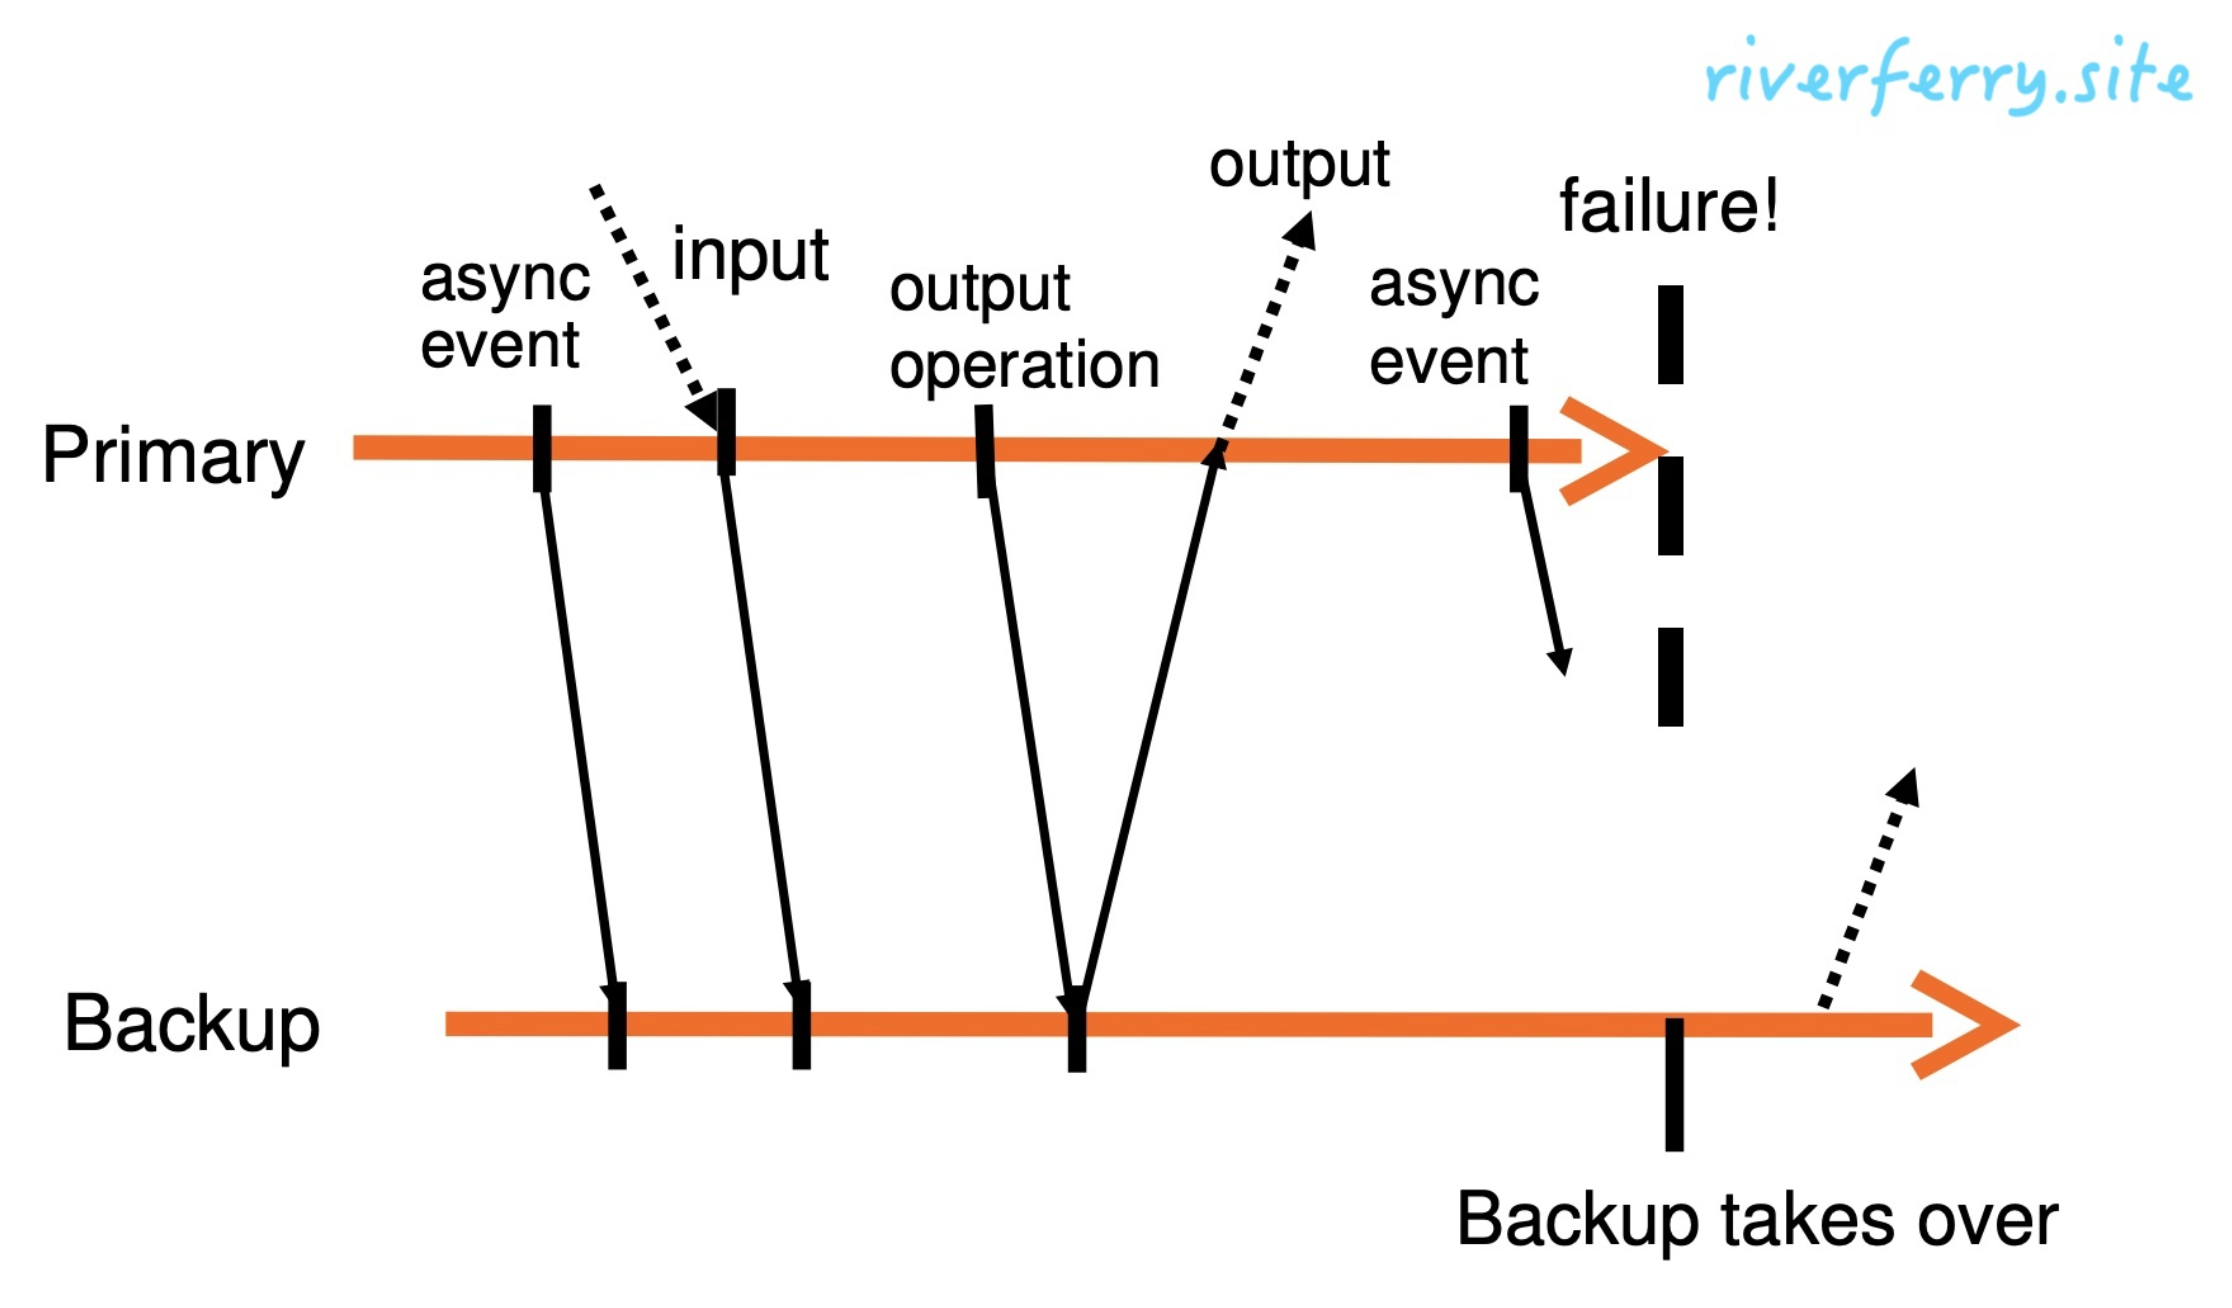 riverferry.site
output
failure!
input
async
event
output
operation
async
event
Primary
Backup
Backup takes over